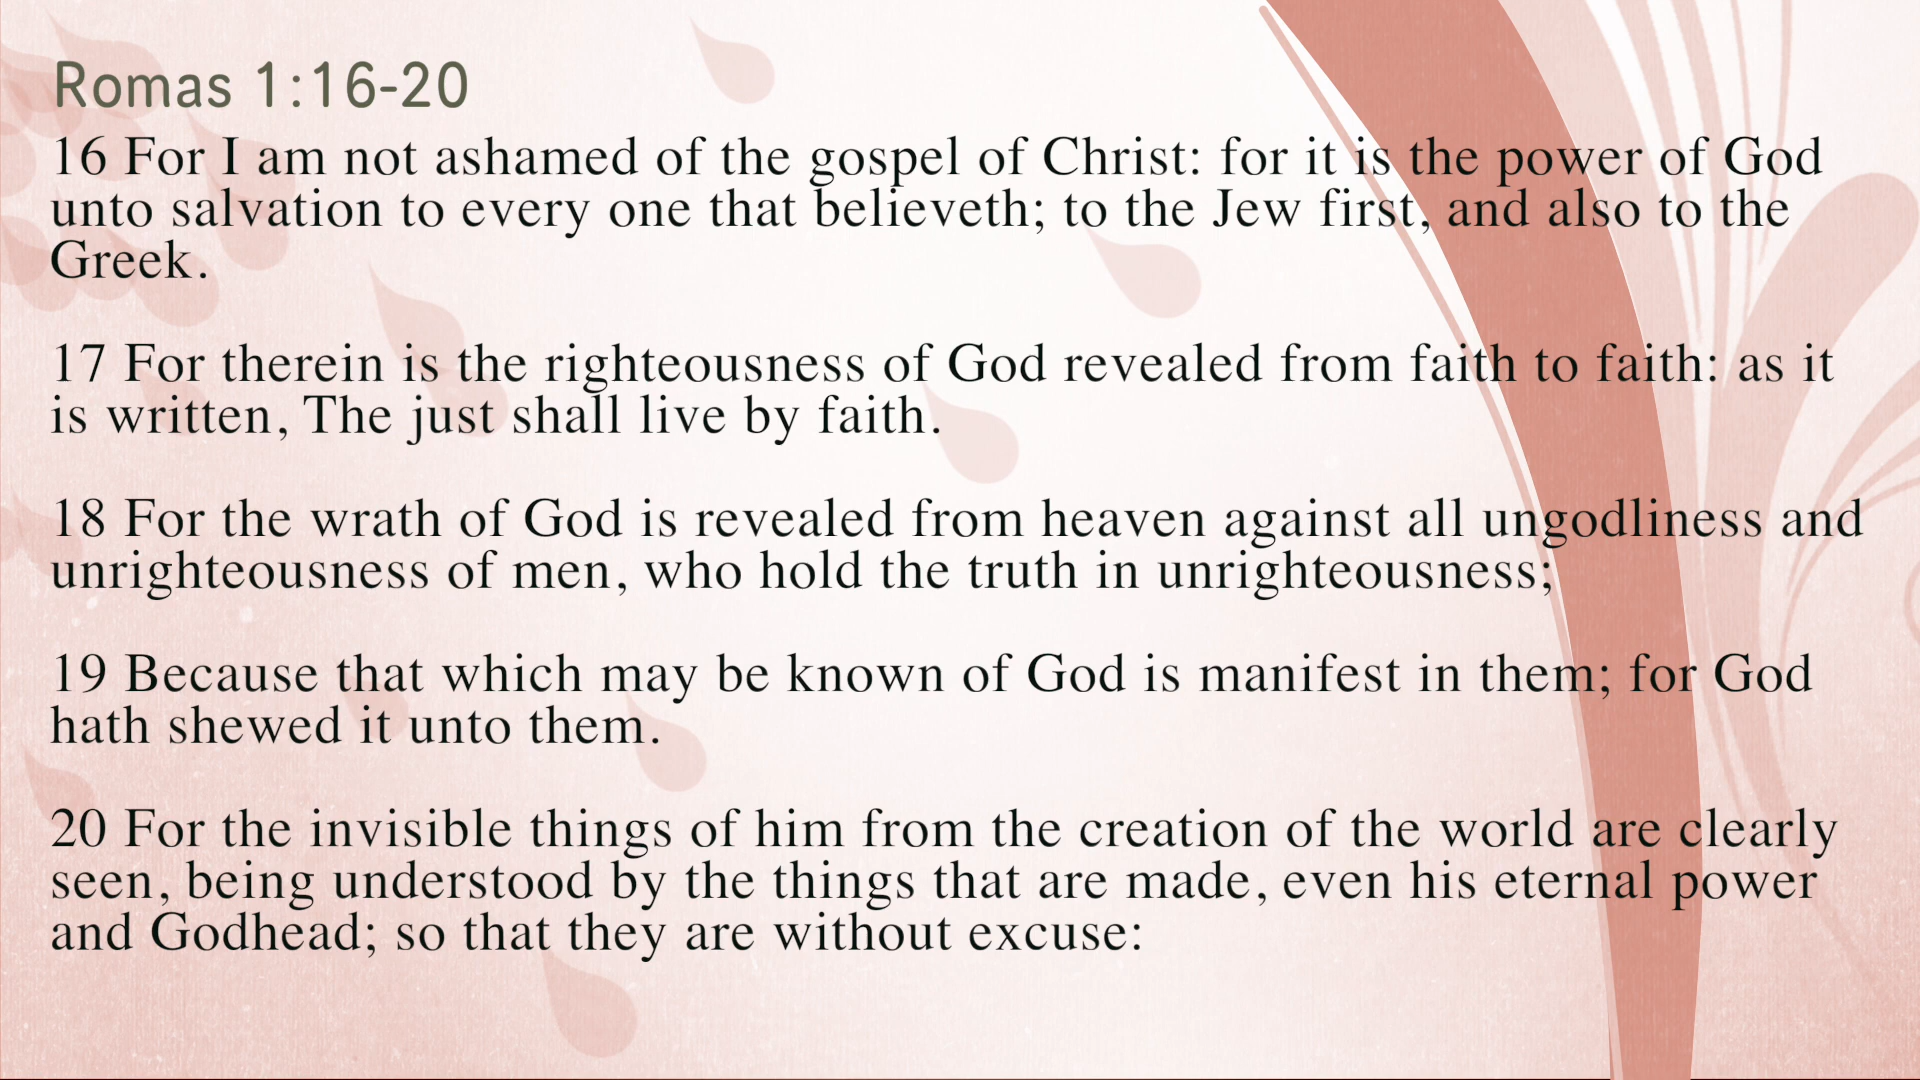 Romas 1:16-20
16 For I am not ashamed of the gospel of Christ: for it is the power of God
unto salvation to every one that believeth; to the Jew first, and also to the
Greek.
17 For therein is the righteousness of God revealed from faith to faith: as it
is written, The just shall live by faith.
18 For the wrath of God is revealed from heaven against all ungodliness and
unrighteousness of men, who hold the truth in unrighteousness;
19 Because that which may be known of God is manifest in them; for God
hath shewed it unto them.
20 For the invisible things of him from the creation of the world are clearly
seen, being understood by the things that are made, even his eternal power
and Godhead; so that they are without excuse: